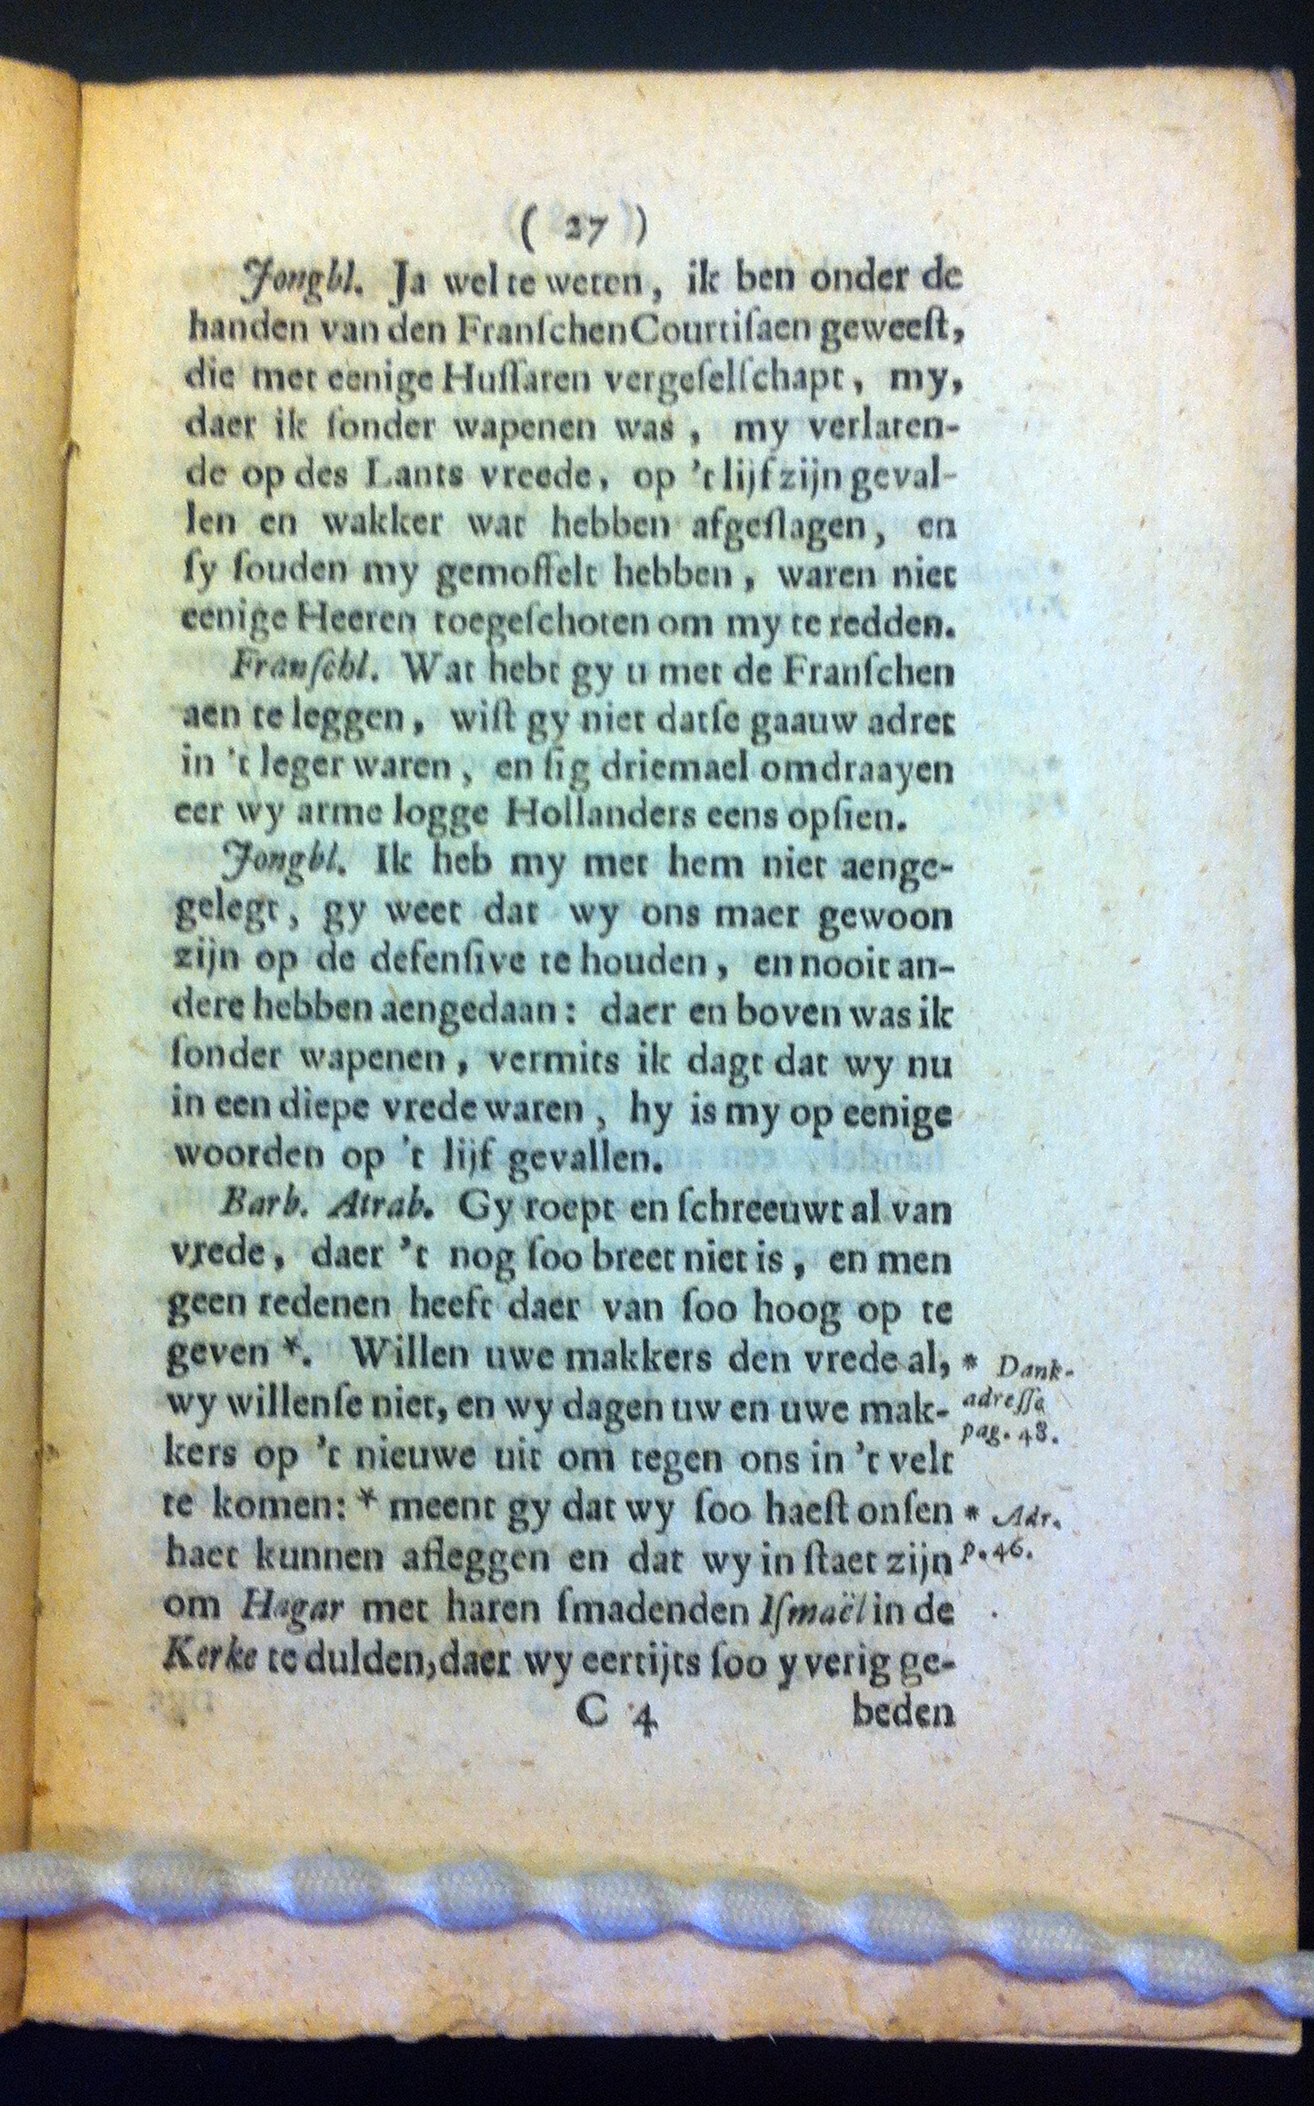 ( 27 )
Jongbl. Ja wel te weten, ik ben onder de
handen van den Franſchen Courtiſaen geweeſt,
die met eenige Huſſaren vergeſelſchapt, my,
daer ik ſonder wapenen was, my verlaten-
de op des Lants vreede, op 't lijf zijn geval-
len en wakker wat hebben afgeſlagen, en
ſy ſouden my gemoffelt hebben, waren niet
eenige Heeren toegeſchoten om my te redden.
Franſchl. Wat hebt gy u met de Franſchen
aen te leggen, wiſt gy niet datſe gaauw adret
in 't leger waren, en ſig driemael omdraayen
eer wy arme logge Hollanders eens opſien.
Jongbl. Ik heb my met hem niet aenge-
gelegt, gy weet dat wy ons maer gewoon
zijn op de defenſive te houden, en nooit an-
dere hebben aengedaan: daer en boven was ik
ſonder wapenen, vermits ik dagt dat wy nu
in een diepe vrede waren, hy is my op eenige
woorden op 't lijf gevallen.
Barb. Atrab. Gy roept en ſchreeuwt al van
vrede, daer 't nog ſoo breet niet is, en men
geen redenen heeft daer van ſoo hoog op te
geven *. Willen uwe makkers den vrede al,
wy willenſe niet, en wy dagen uw en uwe mak-
kers op 't nieuwe uit om tegen ons in 't velt
te komen: * meent gy dat wy ſoo haeſt onſen
haet kunnen afleggen en dat wy in ſtaet zijn
om Hagar met haren ſmadenden Iſmaël in de
Kerke te dulden, daer wy eertijts ſoo yverig ge-
C 4 beden
* Dank-
adreſſe
pag. 48.
* Adr.
p. 46.